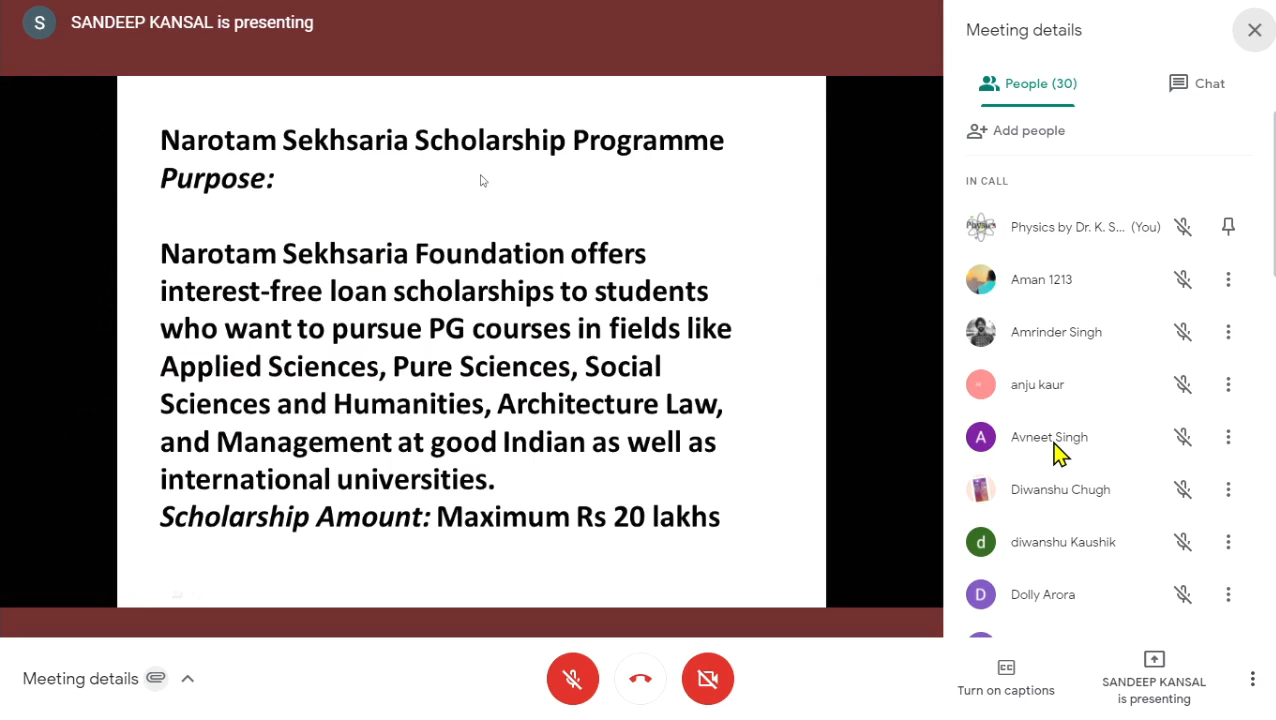 S
SANDEEP KANSAL is presenting
Narotam Sekhsaria Scholarship Programme
Purpose:
Narotam Sekhsaria Foundation offers
interest-free loan scholarships to students
who want to pursue PG courses in fields like
Applied Sciences, Pure Sciences, Social
Sciences and Humanities, Architecture Law,
and Management at good Indian as well as
international universities.
Scholarship Amount: Maximum Rs 20 lakhs
Meeting details
People (30)
Chat
Add people
IN CALL
Physics by Dr. K. S... (You)
Aman 1213
Amrinder Singh
anju kaur
A
Avneet Singh
Diwanshu Chugh
d
diwanshu Kaushik
D
Dolly Arora
Meeting details
CC
Turn on captions
SANDEEP KANSAL
is presenting